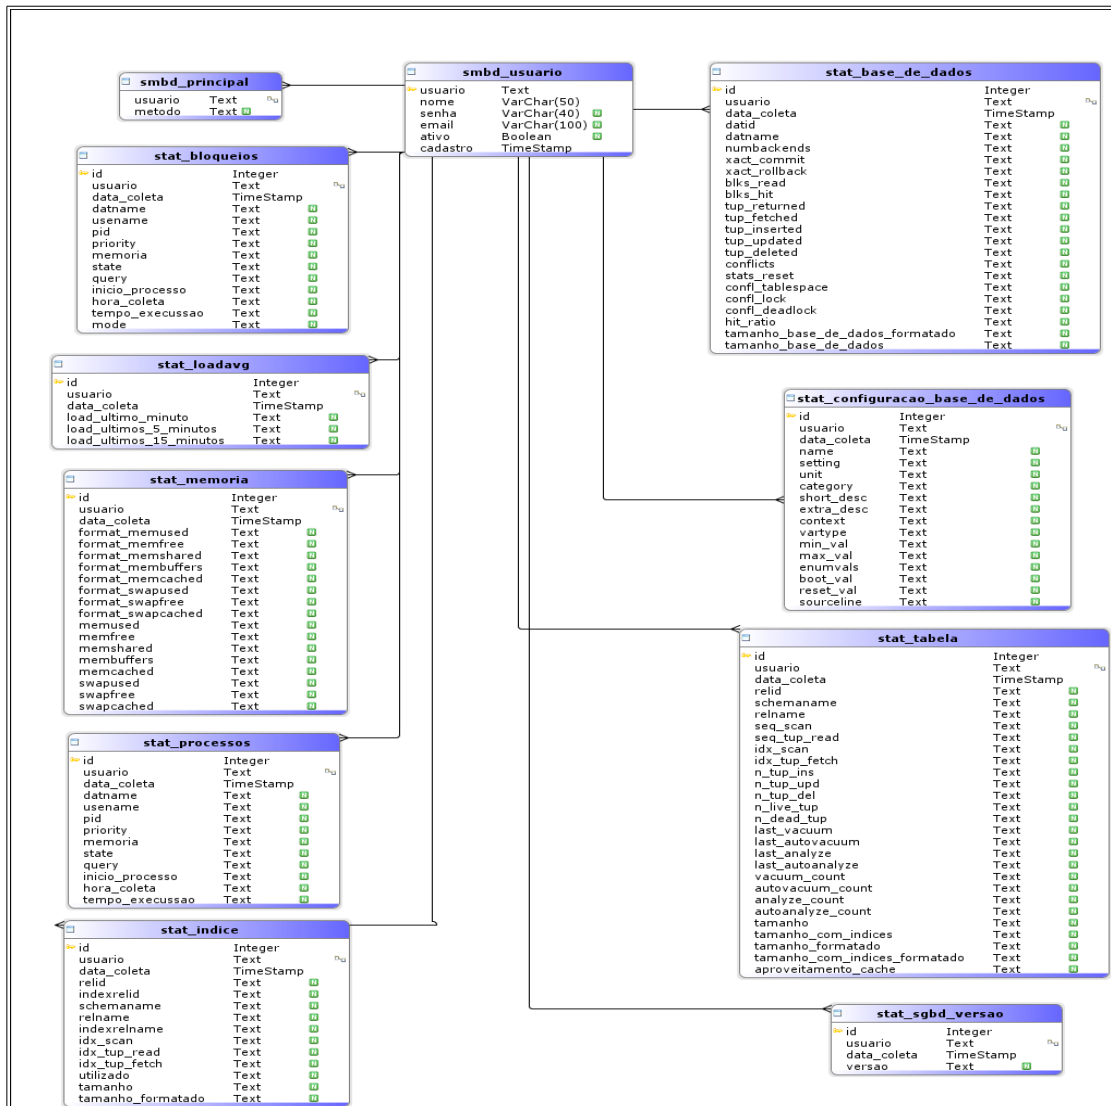 smbd_principal
usuario Text
metodo Text N
smbd_usuario
usuario Text
nome VarChar(50)
senha VarChar(40) N
email VarChar(100) N
ativo Boolean N
cadastro TimeStamp
stat_base_de_dados
id Integer
usuario Text
data_coleta TimeStamp
datid Text N
datname Text N
numbackends Text N
xact_commit Text N
xact_rollback Text N
blks_read Text N
blks_hit Text N
tup_returned Text N
tup_fetched Text N
tup_inserted Text N
tup_updated Text N
tup_deleted Text N
conflicts Text N
stats_reset Text N
confl_tablespace Text N
confl_lock Text N
confl_deadlock Text N
hit_ratio Text N
tamanho_base_de_dados_formatado Text N
tamanho_base_de_dados Text N
stat_bloqueios
id Integer
usuario Text
data_coleta TimeStamp
datname Text N
usename Text N
pid Text N
priority Text N
memoria Text N
state Text N
query Text N
inicio_processo Text N
hora_coleta Text N
tempo_execussao Text N
mode Text N
stat_loadavg
id Integer
usuario Text
data_coleta TimeStamp
load_ultimo_minuto Text N
load_ultimos_5_minutos Text N
load_ultimos_15_minutos Text N
stat_configuracao_base_de_dados
id Integer
usuario Text
data_coleta TimeStamp
name Text N
setting Text N
unit Text N
category Text N
short_desc Text N
extra_desc Text N
context Text N
vartype Text N
min_val Text N
max_val Text N
enumvals Text N
boot_val Text N
reset_val Text N
sourceline Text N
stat_memoria
id Integer
usuario Text
data_coleta TimeStamp
format_memused Text N
format_memfree Text N
format_memshared Text N
format_membuffers Text N
format_memcached Text N
format_swapused Text N
format_swapfree Text N
format_swapcached Text N
memused Text N
memfree Text N
memshared Text N
membuffers Text N
memcached Text N
swapused Text N
swapfree Text N
swapcached Text N
stat_tabela
id Integer
usuario Text
data_coleta TimeStamp
relid Text N
schemaname Text N
relname Text N
seq_scan Text N
seq_tup_read Text N
idx_scan Text N
idx_tup_fetch Text N
n_tup_ins Text N
n_tup_upd Text N
n_tup_del Text N
n_live_tup Text N
n_dead_tup Text N
last_vacuum Text N
last_autovacuum Text N
last_analyze Text N
last_autoanalyze Text N
vacuum_count Text N
autovacuum_count Text N
analyze_count Text N
autoanalyze_count Text N
tamanho Text N
tamanho_com_indices Text N
tamanho_formatado Text N
tamanho_com_indices_formatado Text N
aproveitamento_cache Text N
stat_processos
id Integer
usuario Text
data_coleta TimeStamp
datname Text N
usename Text N
pid Text N
priority Text N
memoria Text N
state Text N
query Text N
inicio_processo Text N
hora_coleta Text N
tempo_execussao Text N
stat_indice
id Integer
usuario Text
data_coleta TimeStamp
relid Text N
indexrelid Text N
schemaname Text N
relname Text N
indexrelname Text N
idx_scan Text N
idx_tup_read Text N
idx_tup_fetch Text N
utilizado Text N
tamanho Text N
tamanho_formatado Text N
stat_sgbd_versao
id Integer
usuario Text
data_coleta TimeStamp
versao Text N